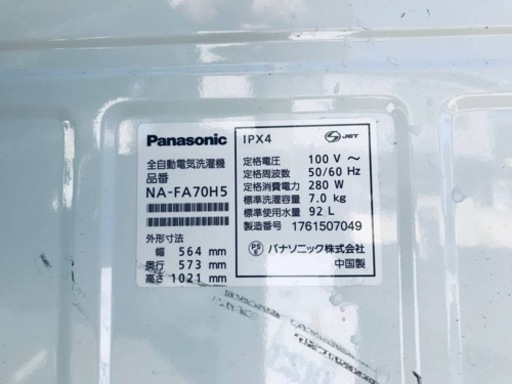 Panasonic
全自動電気洗濯機
品番
NA-FA70H5
外形寸法
幅 564 mm
奥行 573 mm
高さ 1021 mm
IPX4
S JET
定格電圧 100 V ～
定格周波数 50/60 Hz
定格消費電力 280 W
標準洗濯容量 7.0 kg
標準使用水量 92 L
製造番号 1761507049
PS E パナソニック株式会社
中国製